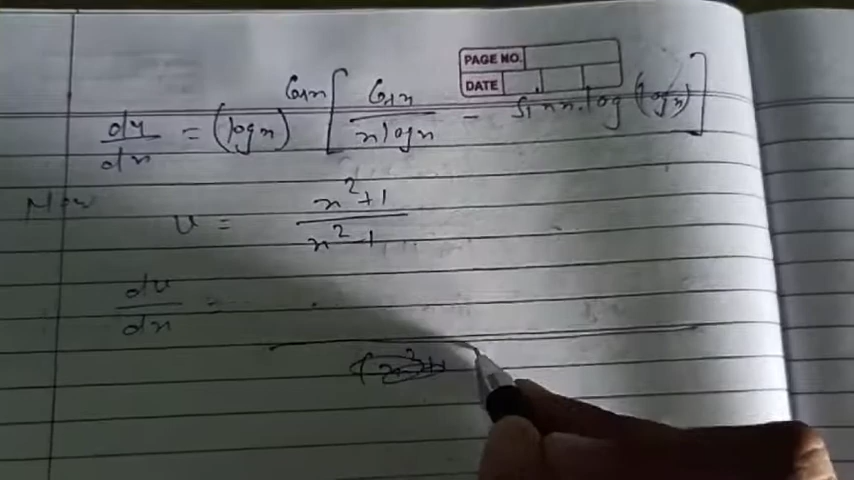 PAGE NO.
DATE
dy/dx = (log x)^Cos x [ Cos x / x log x - Sin x. log (log x) ]
Now
v = x²+1 / x²-1
dv/dx =